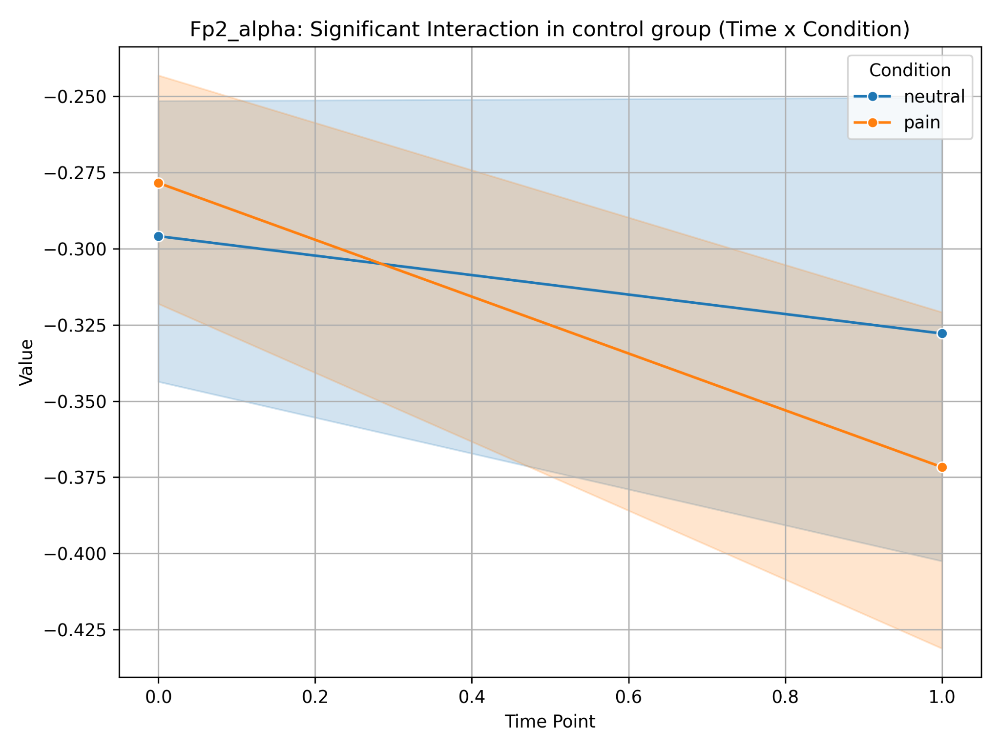 Fp2_alpha: Significant Interaction in control group (Time x Condition)
Condition
neutral
pain
−0.250
−0.275
−0.300
−0.325
−0.350
−0.375
−0.400
−0.425
Value
0.0 0.2 0.4 0.6 0.8 1.0
Time Point